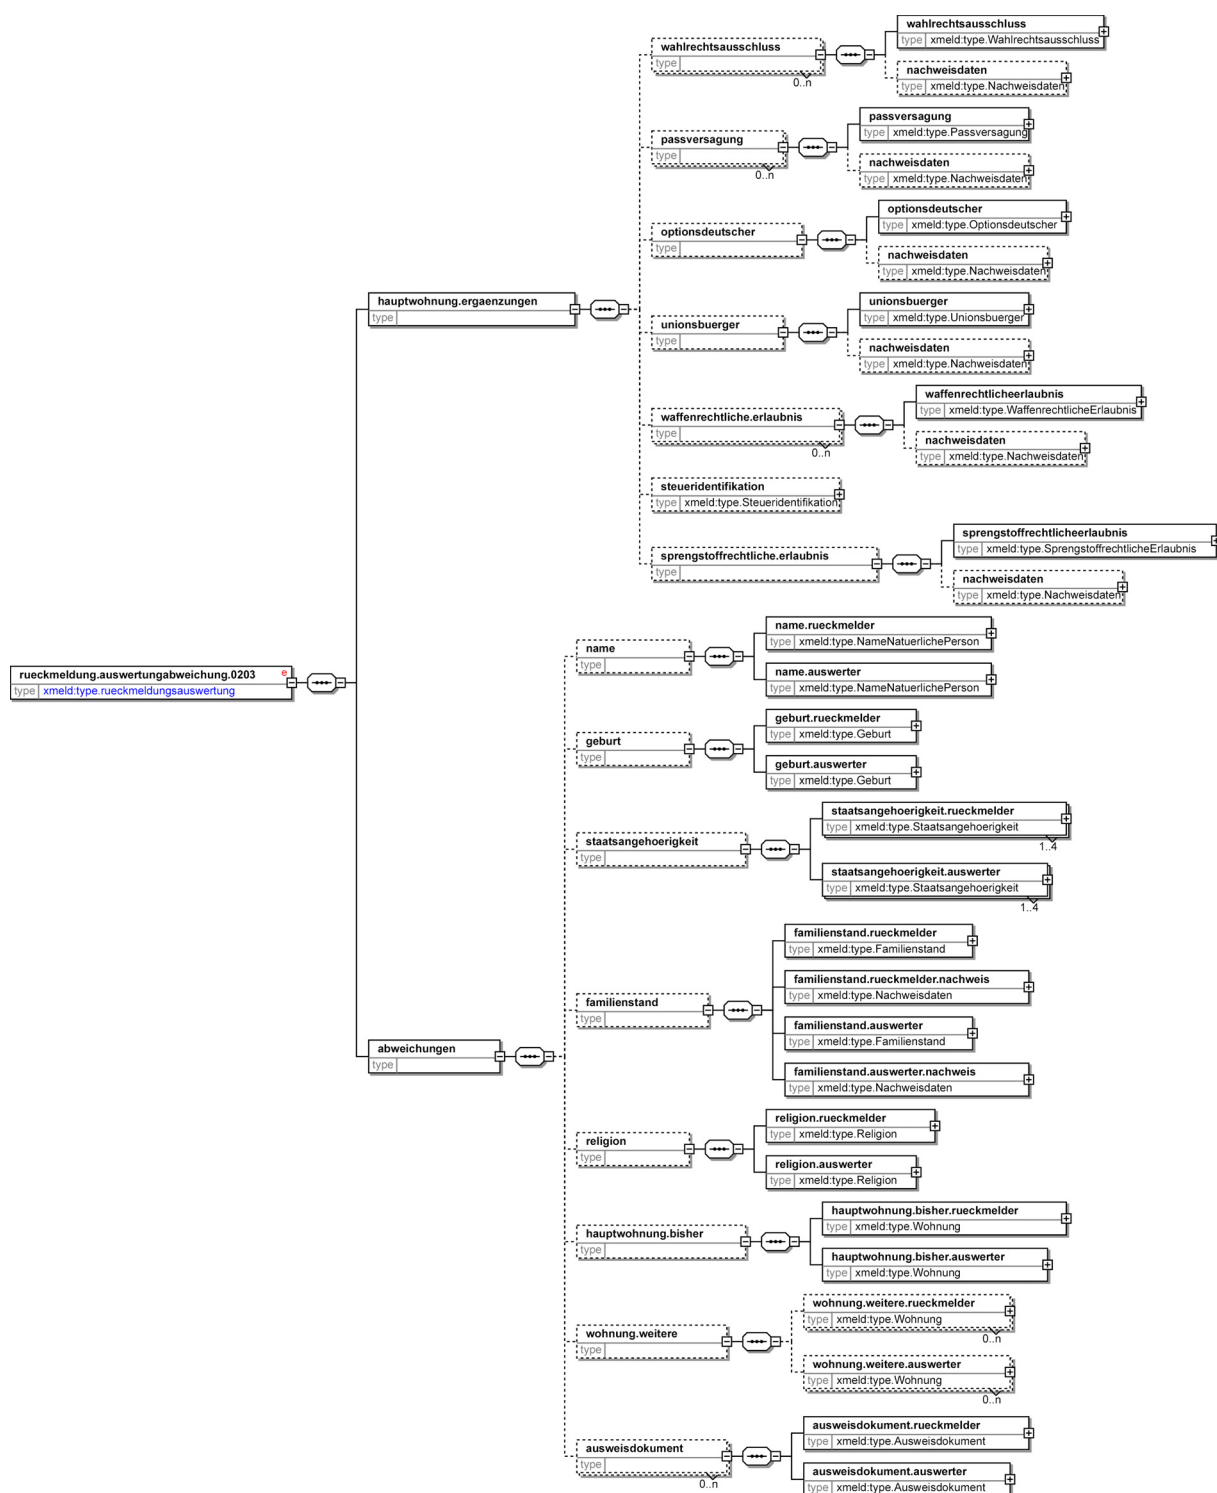 wahlrechtsausschluss
type
0..n
wahlrechtsausschluss
type xmeld:type.Wahlrechtsausschluss
nachweisdaten
type xmeld:type.Nachweisdaten
passversagung
type
0..n
passversagung
type xmeld:type.Passversagung
nachweisdaten
type xmeld:type.Nachweisdaten
optionsdeutscher
type
optionsdeutscher
type xmeld:type.Optionsdeutscher
nachweisdaten
type xmeld:type.Nachweisdaten
hauptwohnung.ergaenzungen
type
unionsbuerger
type
unionsbuerger
type xmeld:type.Unionsbuerger
nachweisdaten
type xmeld:type.Nachweisdaten
waffenrechtliche.erlaubnis
type
0..n
waffenrechtlicheerlaubnis
type xmeld:type.WaffenrechtlicheErlaubnis
nachweisdaten
type xmeld:type.Nachweisdaten
steueridentifikation
type xmeld:type.Steueridentifikation
sprengstoffrechtliche.erlaubnis
type
sprengstoffrechtlicheerlaubnis
type xmeld:type.SprengstoffrechtlicheErlaubnis
nachweisdaten
type xmeld:type.Nachweisdaten
rueckmeldung.auswertungabweichung.0203 e
type xmeld:type.rueckmeldungsauswertung
name
type
name.rueckmelder
type xmeld:type.NameNatuerlichePerson
name.auswerter
type xmeld:type.NameNatuerlichePerson
geburt
type
geburt.rueckmelder
type xmeld:type.Geburt
geburt.auswerter
type xmeld:type.Geburt
staatsangehoerigkeit
type
staatsangehoerigkeit.rueckmelder
type xmeld:type.Staatsangehoerigkeit
1..4
staatsangehoerigkeit.auswerter
type xmeld:type.Staatsangehoerigkeit
1..4
familienstand
type
familienstand.rueckmelder
type xmeld:type.Familienstand
familienstand.rueckmelder.nachweis
type xmeld:type.Nachweisdaten
familienstand.auswerter
type xmeld:type.Familienstand
familienstand.auswerter.nachweis
type xmeld:type.Nachweisdaten
abweichungen
type
religion
type
religion.rueckmelder
type xmeld:type.Religion
religion.auswerter
type xmeld:type.Religion
hauptwohnung.bisher
type
hauptwohnung.bisher.rueckmelder
type xmeld:type.Wohnung
hauptwohnung.bisher.auswerter
type xmeld:type.Wohnung
wohnung.weitere
type
wohnung.weitere.rueckmelder
type xmeld:type.Wohnung
0..n
wohnung.weitere.auswerter
type xmeld:type.Wohnung
0..n
ausweisdokument
type
0..n
ausweisdokument.rueckmelder
type xmeld:type.Ausweisdokument
ausweisdokument.auswerter
type xmeld:type.Ausweisdokument